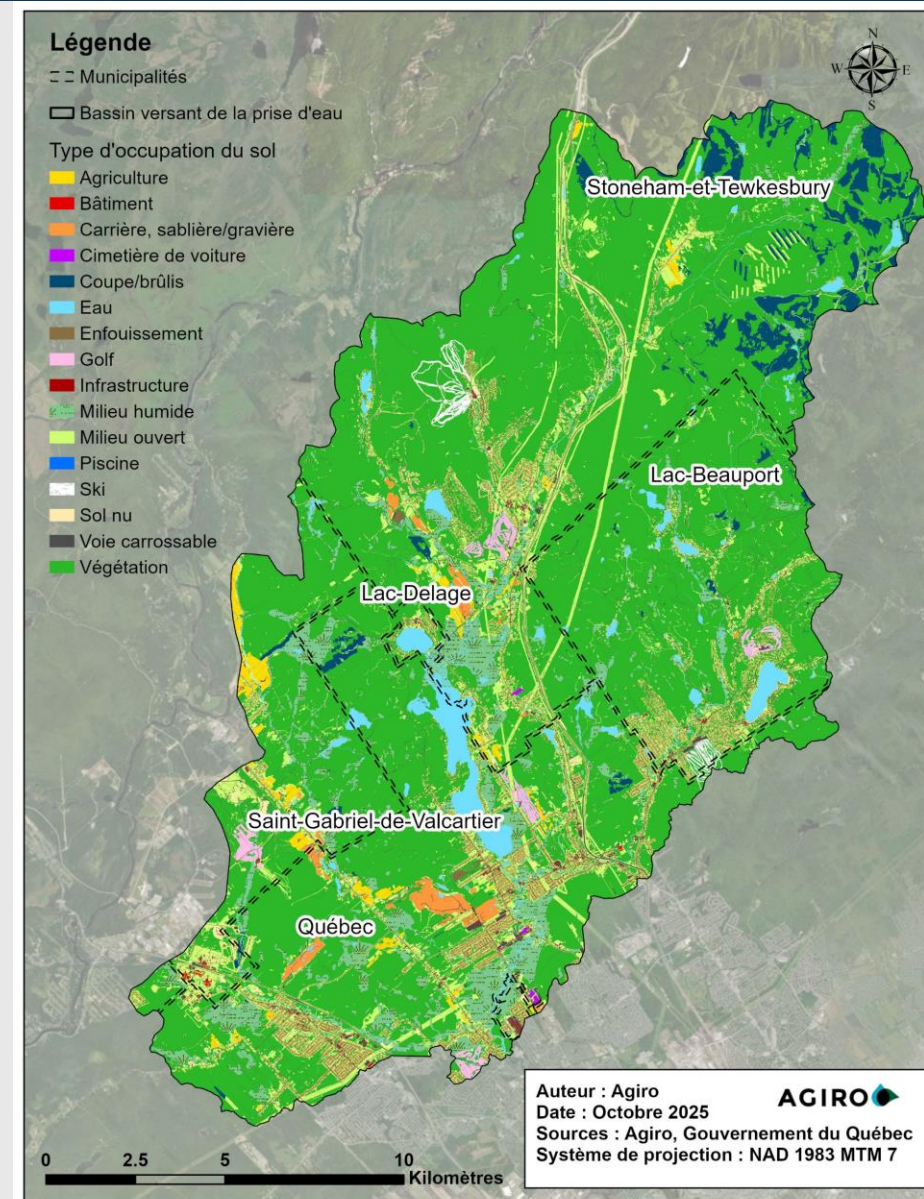 Légende
Municipalités
Bassin versant de la prise d'eau
Type d'occupation du sol
Agriculture
Bâtiment
Carrière, sablière/gravière
Cimetière de voiture
Coupe/brûlis
Eau
Enfouissement
Golf
Infrastructure
Milieu humide
Milieu ouvert
Piscine
Ski
Sol nu
Voie carrossable
Végétation
N
W E
S
Stoneham-et-Tewkesbury
Lac-Beauport
Lac-Delage
Saint-Gabriel-de-Valcartier
Québec
0 2.5 5 10
Kilomètres
Auteur : Agiro
AGIRO
Date : Octobre 2025
Sources : Agiro, Gouvernement du Québec
Système de projection : NAD 1983 MTM 7